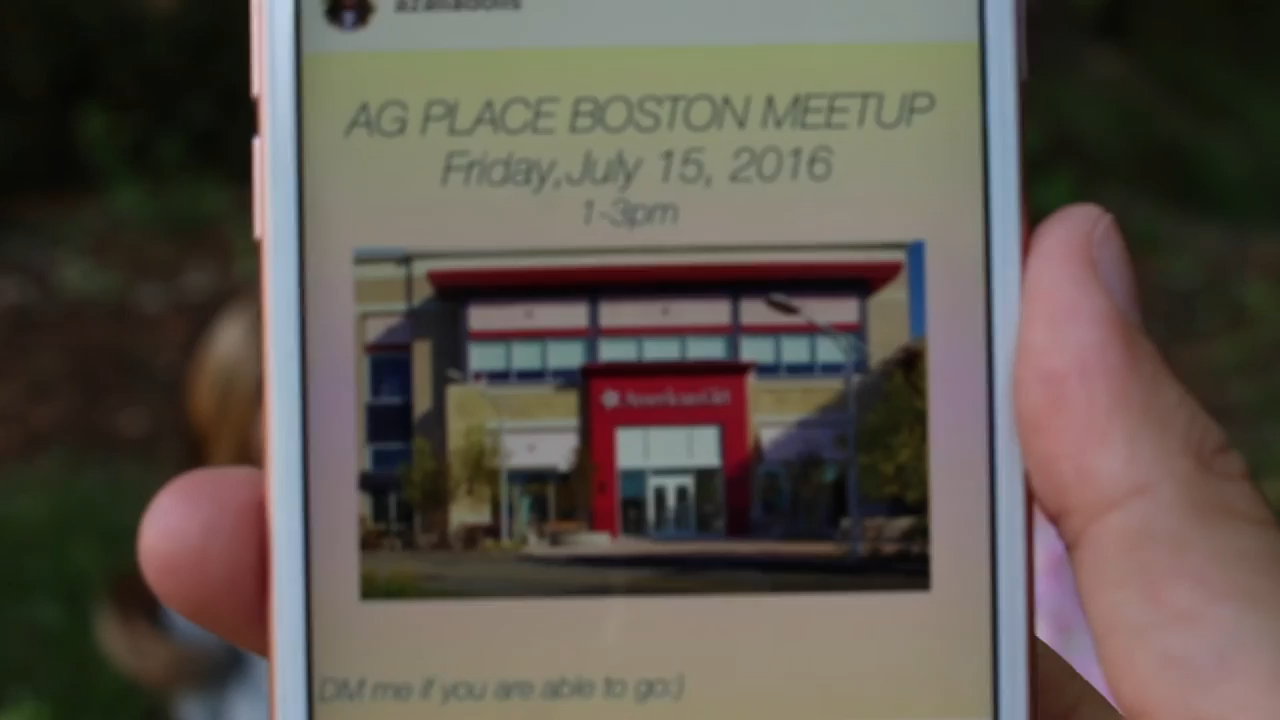 azaliadolls
AG PLACE BOSTON MEETUP
Friday,July 15, 2016
1-3pm
American Girl
DM me if you are able to go:)